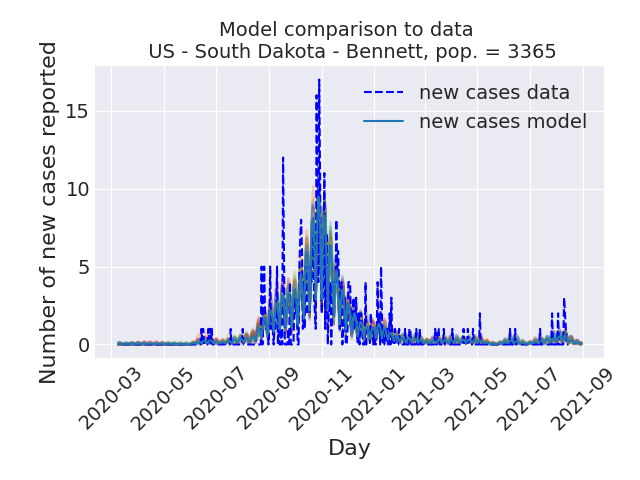 Model comparison to data
US - South Dakota - Bennett, pop. = 3365
Number of new cases reported
15
10
5
0
new cases data
new cases model
2020-03
2020-05
2020-07
2020-09
2020-11
2021-01
2021-03
2021-05
2021-07
2021-09
Day